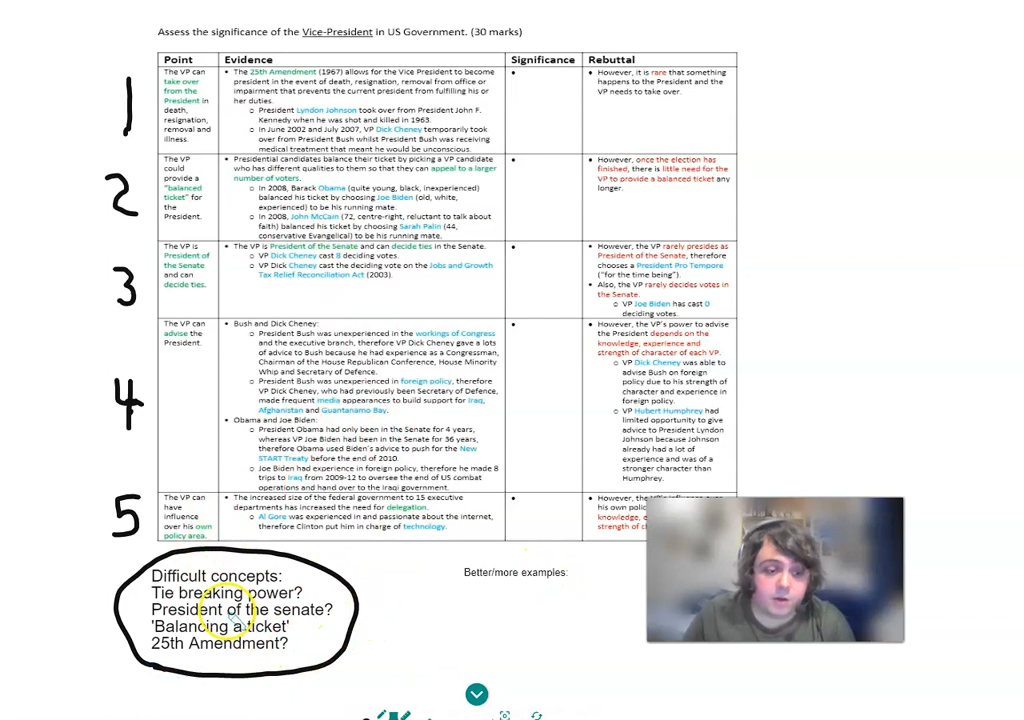 Assess the significance of the Vice-President in US Government. (30 marks)
Point Evidence Significance Rebuttal
1
The VP can
take over
from the
President in
death,
resignation,
removal and
illness.
• The 25th Amendment (1967) allows for the Vice President to become
president in the event of death, resignation, removal from office or
impairment that prevents the current president from fulfilling his or
her duties.
o President Lyndon Johnson took over from President John F.
Kennedy when he was shot and killed in 1963.
o In June 2002 and July 2007, VP Dick Cheney temporarily took
over from President Bush whilst President Bush was receiving
medical treatment that meant he would be unconscious.
•
• However, it is rare that something
happens to the President and the
VP needs to take over.
2
The VP
could
provide a
"balanced
ticket" for
the
President.
• Presidential candidates balance their ticket by picking a VP candidate
who has different qualities to them so that they can appeal to a larger
number of voters.
o In 2008, Barack Obama (quite young, black, inexperienced)
balanced his ticket by choosing Joe Biden (old, white,
experienced) to be his running mate.
o In 2008, John McCain (72, centre-right, reluctant to talk about
faith) balanced his ticket by choosing Sarah Palin (44,
conservative Evangelical) to be his running mate.
•
• However, once the election has
finished, there is little need for the
VP to provide a balanced ticket any
longer.
3
The VP is
President of
the Senate
and can
decide ties.
• The VP is President of the Senate and can decide ties in the Senate.
o VP Dick Cheney cast 8 deciding votes.
o VP Dick Cheney cast the deciding vote on the Jobs and Growth
Tax Relief Reconciliation Act (2003).
•
• However, the VP rarely presides as
President of the Senate, therefore
chooses a President Pro Tempore
("for the time being").
• Also, the VP rarely decides votes in
the Senate.
o VP Joe Biden has cast 0
deciding votes.
4
The VP can
advise the
President.
• Bush and Dick Cheney:
o President Bush was unexperienced in the workings of Congress
and the executive branch, therefore VP Dick Cheney gave a lots
of advice to Bush because he had experience as a Congressman,
Chairman of the House Republican Conference, House Minority
Whip and Secretary of Defence.
o President Bush was unexperienced in foreign policy, therefore
VP Dick Cheney, who had previously been Secretary of Defence,
made frequent media appearances to build support for Iraq,
Afghanistan and Guantanamo Bay.
• Obama and Joe Biden:
o President Obama had only been in the Senate for 4 years,
whereas VP Joe Biden had been in the Senate for 36 years,
therefore Obama used Biden's advice to push for the New
START Treaty before the end of 2010.
o Joe Biden had experience in foreign policy, therefore he made 8
trips to Iraq from 2009-12 to oversee the end of US combat
operations and hand over to the Iraqi government.
•
• However, the VP's power to advise
the President depends on the
knowledge, experience and
strength of character of each VP.
o VP Dick Cheney was able to
advise Bush on foreign
policy due to his strength of
character and experience in
foreign policy.
o VP Hubert Humphrey had
limited opportunity to give
advice to President Lyndon
Johnson because Johnson
already had a lot of
experience and was of a
stronger character than
Humphrey.
5
The VP can
have
influence
over his own
policy area.
• The increased size of the federal government to 15 executive
departments has increased the need for delegation.
o Al Gore was experienced in and passionate about the internet,
therefore Clinton put him in charge of technology.
•
• However, the
his own
knowledge,
strength of
Difficult concepts:
Tie breaking power?
President of the senate?
'Balancing a ticket'
25th Amendment?
Better/more examples: